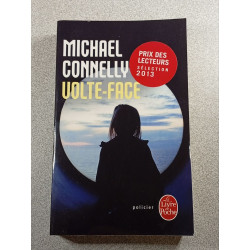 MICHAEL
CONNELLY
VOLTE-FACE
PRIX DES
LECTEURS
SÉLECTION
2013
policier
Le Livre
de Poche